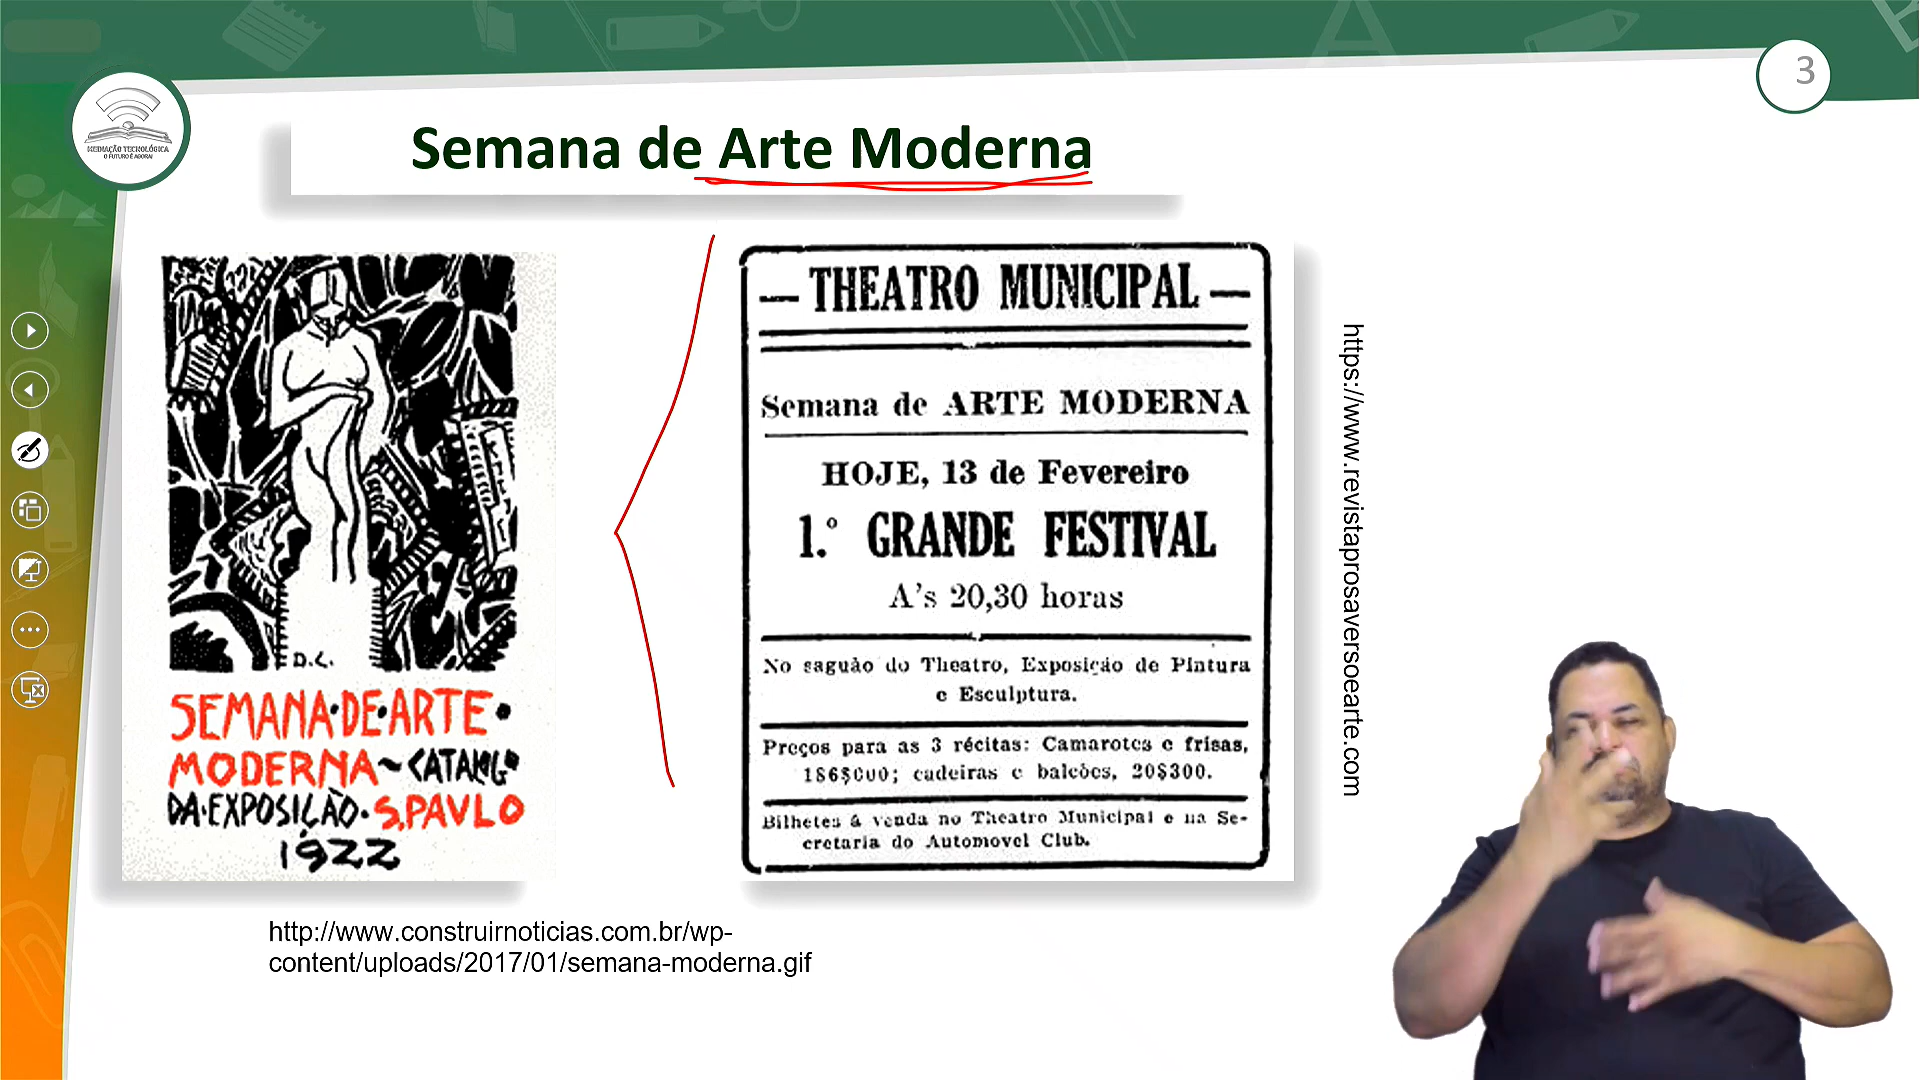 3
MEDIAÇÃO TECNOLÓGICA
O FUTURO É AGORA!
Semana de Arte Moderna
D.C.
SEMANA·DE·ARTE·
MODERNA~CATALOGO
DA·EXPOSIÇÃO·S.PAVLO
1922
— THEATRO MUNICIPAL —
Semana de ARTE MODERNA
HOJE, 13 de Fevereiro
1.º GRANDE FESTIVAL
A's 20,30 horas
No saguão do Theatro, Exposição de Pintura
e Esculptura.
Preços para as 3 récitas: Camarotes e frisas,
186$000; cadeiras e balcões, 20$300.
Bilhetes á venda no Theatro Municipal e na Se-
cretaria do Automovel Club.
https://www.revistaprosaversoearte.com
http://www.construirnoticias.com.br/wp-
content/uploads/2017/01/semana-moderna.gif